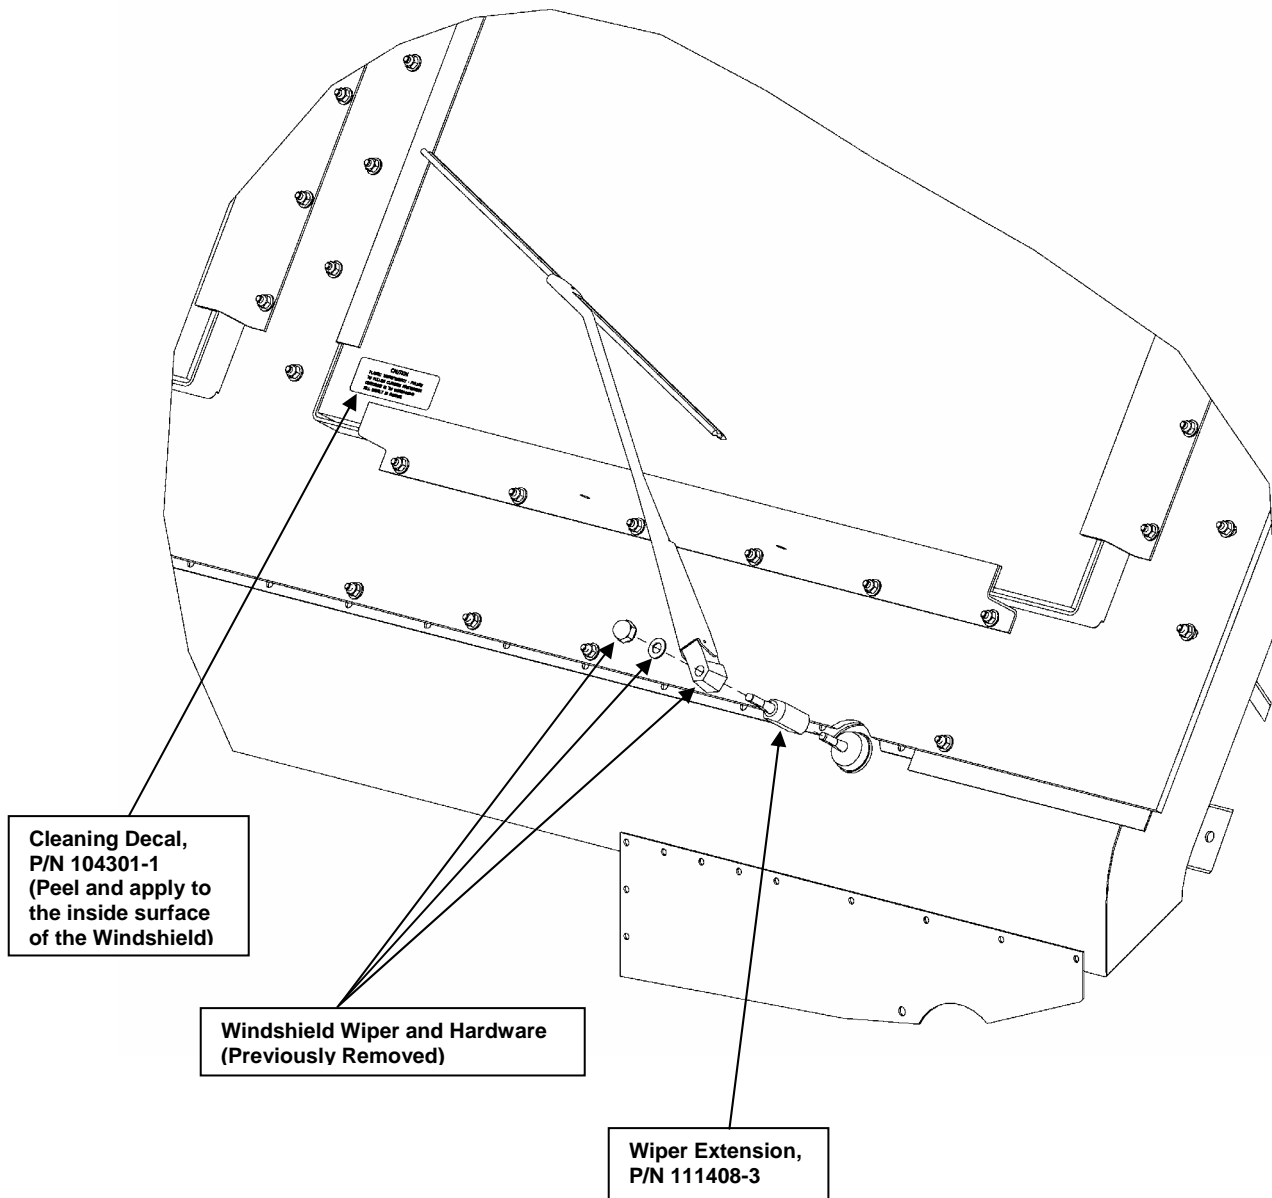 CAUTION
Cleaning Decal,
P/N 104301-1
(Peel and apply to
the inside surface
of the Windshield)
Windshield Wiper and Hardware
(Previously Removed)
Wiper Extension,
P/N 111408-3